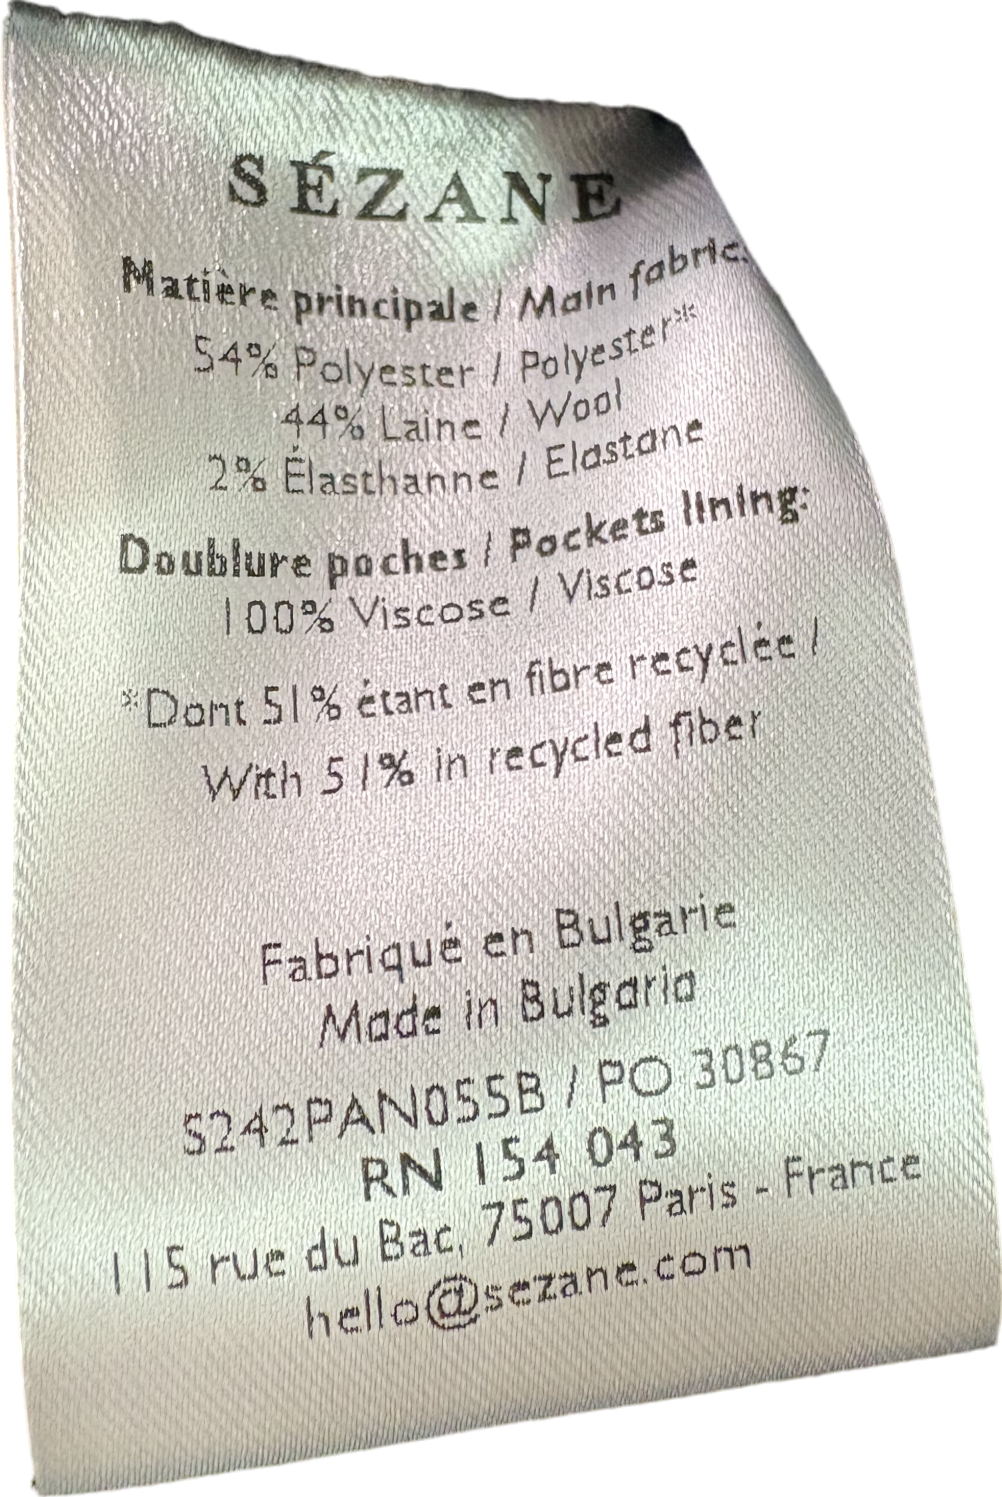 SÉZANE
Matière principale / Main fabric:
54% Polyester / Polyester*
44% Laine / Wool
2% Élasthanne / Elastane
Doublure poches / Pockets lining:
100% Viscose / Viscose
*Dont 51% étant en fibre recyclée /
With 51% in recycled fiber
Fabriqué en Bulgarie
Made in Bulgaria
S242PAN055B / PO 30867
RN 154 043
115 rue du Bac, 75007 Paris - France
hello@sezane.com